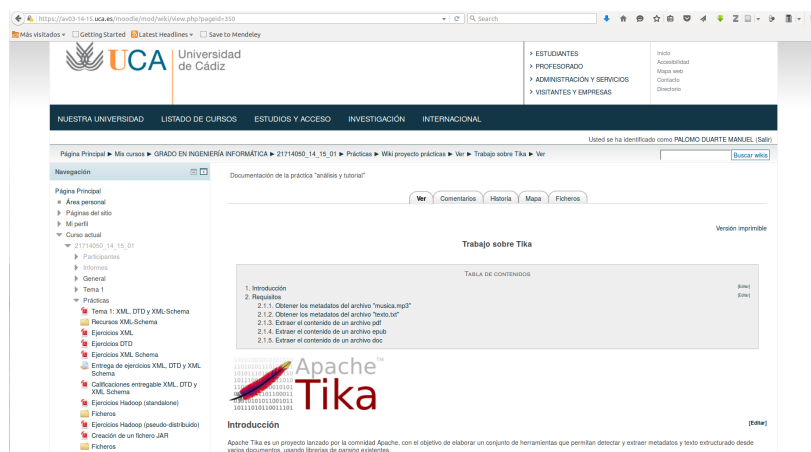 https://av03-14-15.uca.es/moodle/mod/wiki/view.php?pageid=350
Search
Más visitados
Getting Started
Latest Headlines
Save to Mendeley
UCA
Universidad
de Cádiz
> ESTUDIANTES
> PROFESORADO
> ADMINISTRACIÓN Y SERVICIOS
> VISITANTES Y EMPRESAS
Inicio
Accesibilidad
Mapa web
Contacto
Directorio
NUESTRA UNIVERSIDAD LISTADO DE CURSOS ESTUDIOS Y ACCESO INVESTIGACIÓN INTERNACIONAL
Usted se ha identificado como PALOMO DUARTE MANUEL (Salir)
Página Principal ► Mis cursos ► GRADO EN INGENIERÍA INFORMÁTICA ► 21714050_14_15_01 ► Prácticas ► Wiki proyecto prácticas ► Ver ► Trabajo sobre Tika ► Ver
Buscar wikis
Navegación
Página Principal
Área personal
Páginas del sitio
Mi perfil
Curso actual
21714050_14_15_01
Participantes
Informes
General
Tema 1
Prácticas
Tema 1: XML, DTD y XML-Schema
Recursos XML-Schema
Ejercicios XML
Ejercicios DTD
Ejercicios XML Schema
Entrega de ejercicios XML, DTD y XML
Schema
Calificaciones entregable XML, DTD y
XML Schema
Ejercicios Hadoop (standalone)
Ficheros
Ejercicios Hadoop (pseudo-distribuido)
Creación de un fichero JAR
Ficheros
Documentación de la práctica "análisis y tutorial"
Ver Comentarios Historia Mapa Ficheros
Versión imprimible
Trabajo sobre Tika
TABLA DE CONTENIDOS
1. Introducción [Editar]
2. Requisitos [Editar]
2.1.1. Obtener los metadatos del archivo "musica.mp3"
2.1.2. Obtener los metadatos del archivo "texto.txt"
2.1.3. Extraer el contenido de un archivo pdf
2.1.4. Extraer el contenido de un archivo epub
2.1.5. Extraer el contenido de un archivo doc
Apache™
Tika
Introducción [Editar]
Apache Tika es un proyecto lanzado por la comnidad Apache, con el objetivo de elaborar un conjunto de herramientas que permitan detectar y extraer metadatos y texto extructurado desde
varios documentos, usando librerías de parsing existentes.